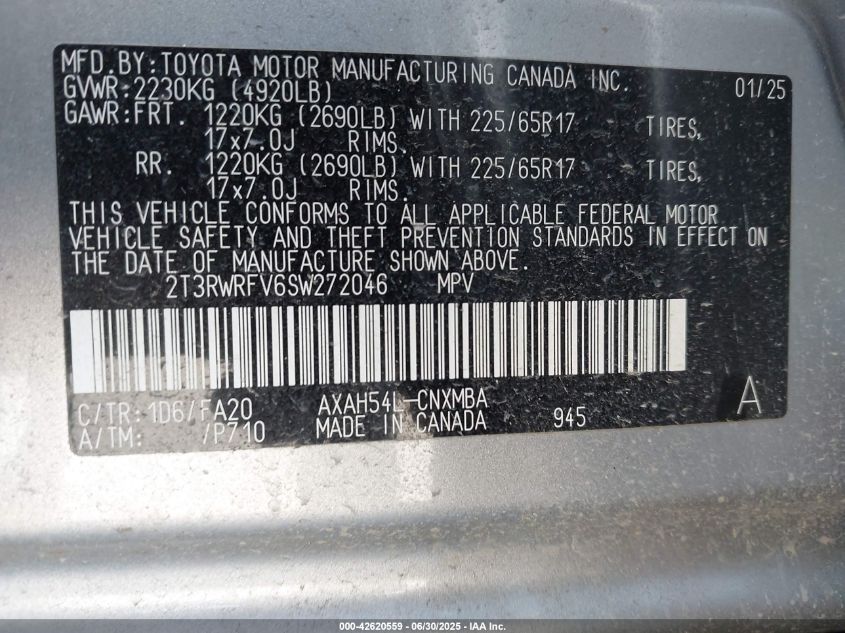 MFD. BY: TOYOTA MOTOR MANUFACTURING CANADA INC. 01/25
GVWR: 2230KG (4920LB)
GAWR: FRT. 1220KG (2690LB) WITH 225/65R17 TIRES,
17x7.0J RIMS.
RR. 1220KG (2690LB) WITH 225/65R17 TIRES,
17x7.0J RIMS.
THIS VEHICLE CONFORMS TO ALL APPLICABLE FEDERAL MOTOR
VEHICLE SAFETY AND THEFT PREVENTION STANDARDS IN EFFECT ON
THE DATE OF MANUFACTURE SHOWN ABOVE.
2T3RWRFV6SW272046 MPV
C/TR: 1D6/FA20 AXAH54L-CNXMBA A
A/TM: /P710 MADE IN CANADA 945
000-42620559 - 06/30/2025 - IAA Inc.